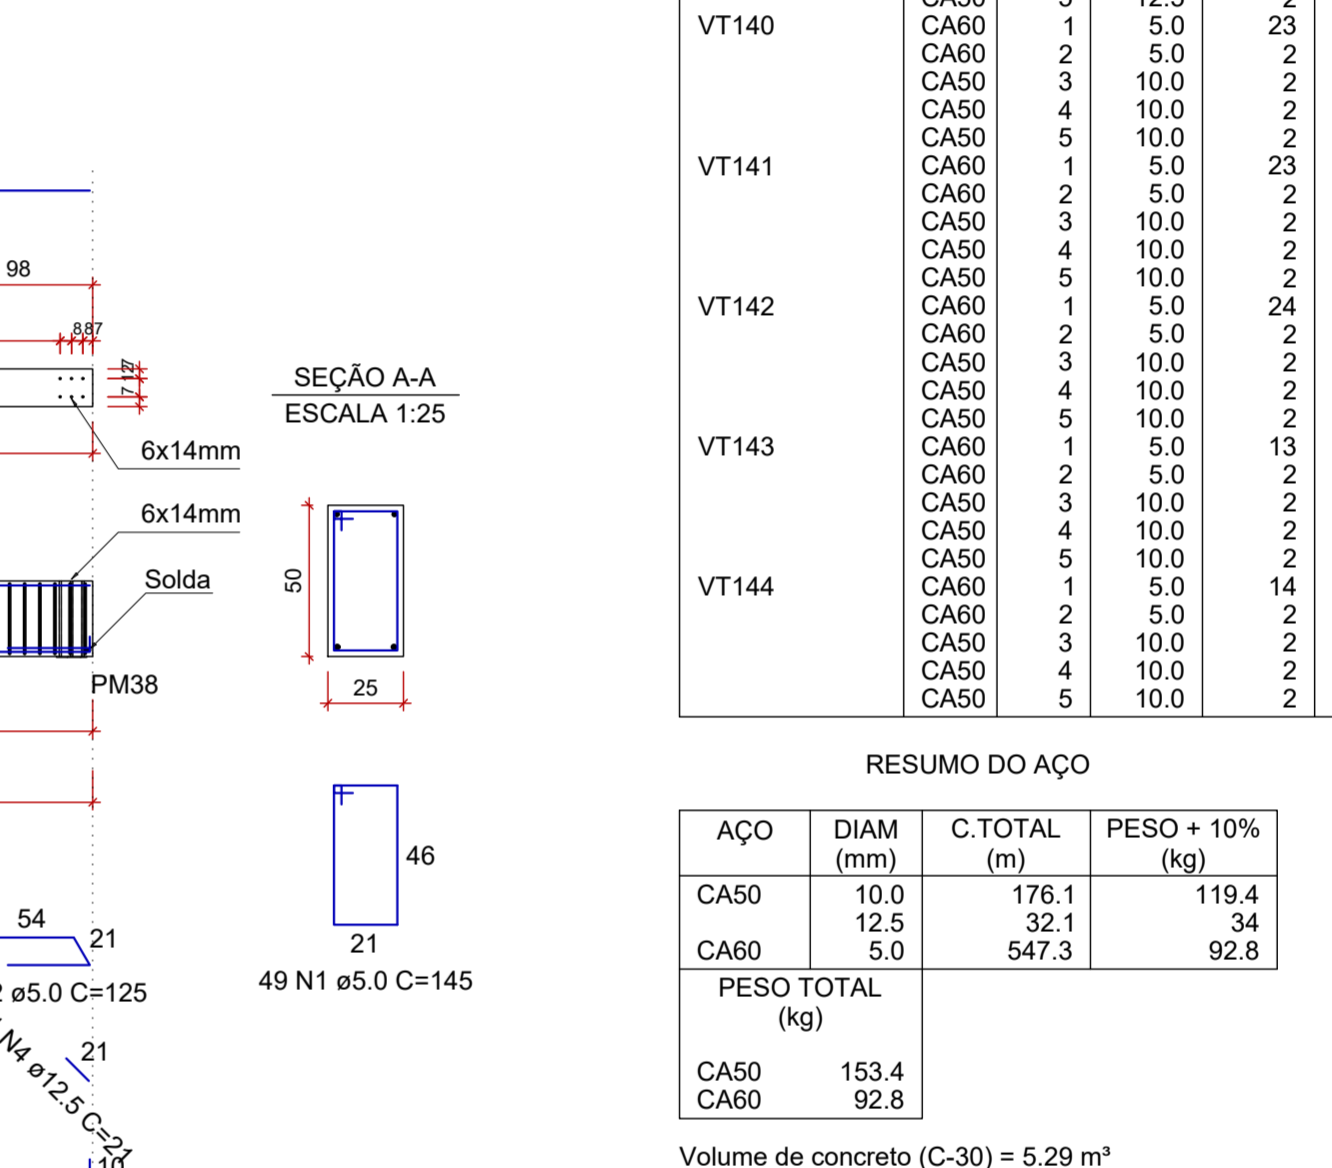 VT140 CA60 1 5.0 23
CA60 2 5.0 2
CA50 3 10.0 2
CA50 4 10.0 2
CA50 5 10.0 2
VT141 CA60 1 5.0 23
CA60 2 5.0 2
CA50 3 10.0 2
CA50 4 10.0 2
CA50 5 10.0 2
VT142 CA60 1 5.0 24
CA60 2 5.0 2
CA50 3 10.0 2
CA50 4 10.0 2
CA50 5 10.0 2
VT143 CA60 1 5.0 13
CA60 2 5.0 2
CA50 3 10.0 2
CA50 4 10.0 2
CA50 5 10.0 2
VT144 CA60 1 5.0 14
CA60 2 5.0 2
CA50 3 10.0 2
CA50 4 10.0 2
CA50 5 10.0 2
98
8 8 7
7
SEÇÃO A-A
ESCALA 1:25
6x14mm
6x14mm
Solda
50
25
PM38
46
21
49 N1 ø5.0 C=145
54
21
ø5.0 C=125
21
N4 ø12.5 C=21
10
RESUMO DO AÇO
AÇO DIAM C.TOTAL PESO + 10%
(mm) (m) (kg)
CA50 10.0 176.1 119.4
12.5 32.1 34
CA60 5.0 547.3 92.8
PESO TOTAL
(kg)
CA50 153.4
CA60 92.8
Volume de concreto (C-30) = 5.29 m³